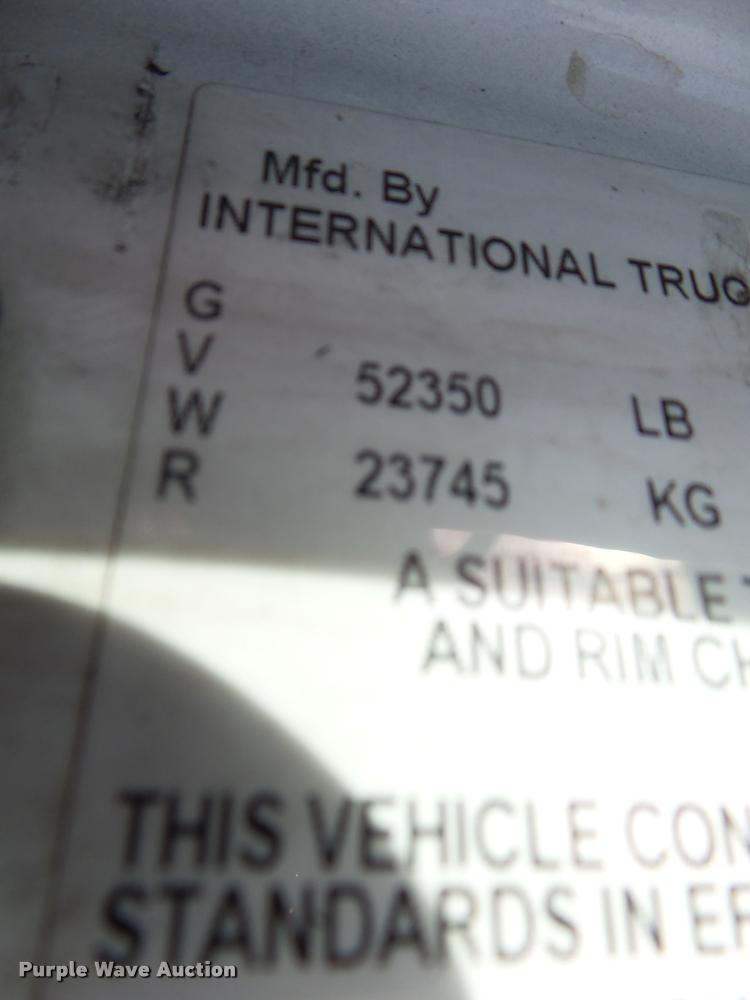 Mfd. By
INTERNATIONAL TRUC
G
V
52350 LB
W
R
23745 KG
A SUITABLE
AND RIM CH
THIS VEHICLE CON
STANDARDS IN EF
Purple Wave Auction